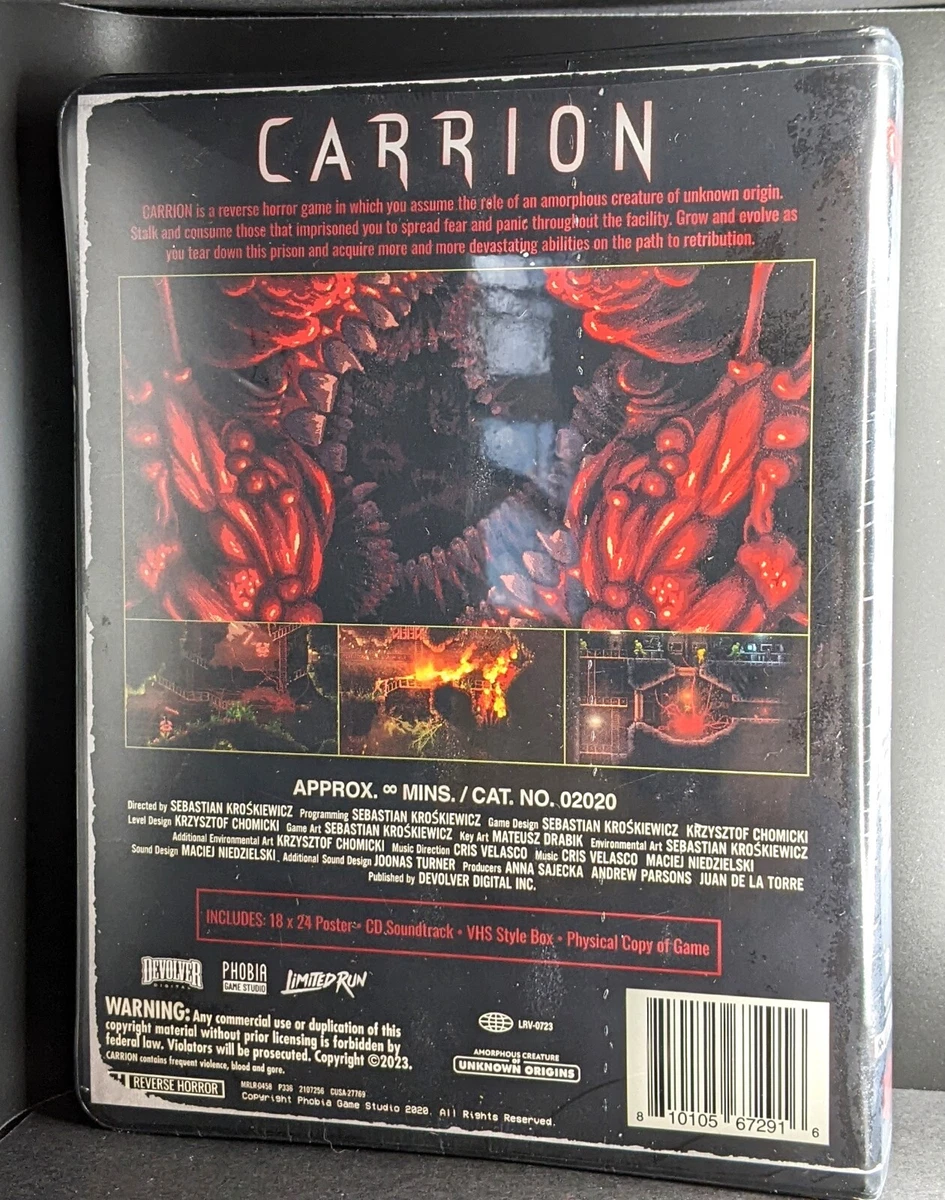 CARRION
CARRION is a reverse horror game in which you assume the role of an amorphous creature of unknown origin.
Stalk and consume those that imprisoned you to spread fear and panic throughout the facility. Grow and evolve as
you tear down this prison and acquire more and more devastating abilities on the path to retribution.
APPROX. ∞ MINS. / CAT. NO. 02020
Directed by SEBASTIAN KROŚKIEWICZ Programming SEBASTIAN KROŚKIEWICZ Game Design SEBASTIAN KROŚKIEWICZ KRZYSZTOF CHOMICKI
Level Design KRZYSZTOF CHOMICKI Game Art SEBASTIAN KROŚKIEWICZ Key Art MATEUSZ DRABIK Environmental Art SEBASTIAN KROŚKIEWICZ
Additional Environmental Art KRZYSZTOF CHOMICKI Music Direction CRIS VELASCO Music CRIS VELASCO MACIEJ NIEDZIELSKI
Sound Design MACIEJ NIEDZIELSKI Additional Sound Design JOONAS TURNER Producers ANNA SAJECKA ANDREW PARSONS JUAN DE LA TORRE
Published by DEVOLVER DIGITAL INC.
INCLUDES: 18 x 24 Poster • CD Soundtrack • VHS Style Box • Physical Copy of Game
DEVOLVER
DIGITAL
PHOBIA
GAME STUDIO
LIMITED RUN
WARNING: Any commercial use or duplication of this
copyright material without prior licensing is forbidden by
federal law. Violators will be prosecuted. Copyright ©2023.
CARRION contains frequent violence, blood and gore.
REVERSE HORROR
MRLR0458 P336 2107256 CUSA-27769
Copyright Phobia Game Studio 2020. All Rights Reserved.
LRV-0723
AMORPHOUS CREATURE
OF
UNKNOWN ORIGINS
8 10105 67291 6